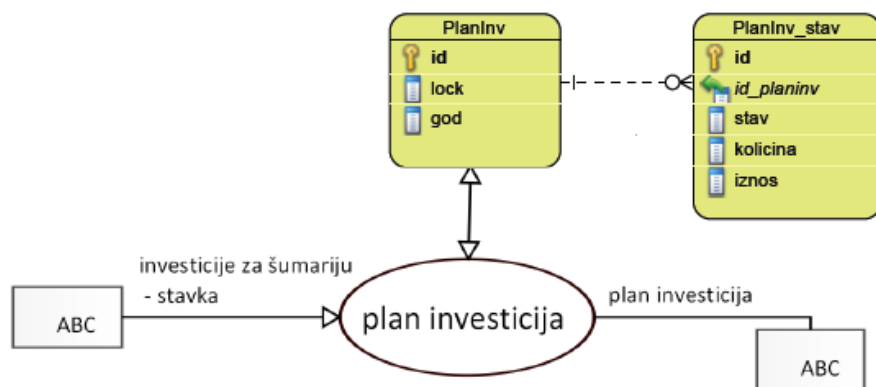 PlanInv
id
lock
god
PlanInv_stav
id
id_planinv
stav
kolicina
iznos
investicije za šumariju
- stavka
ABC
plan investicija
plan investicija
ABC